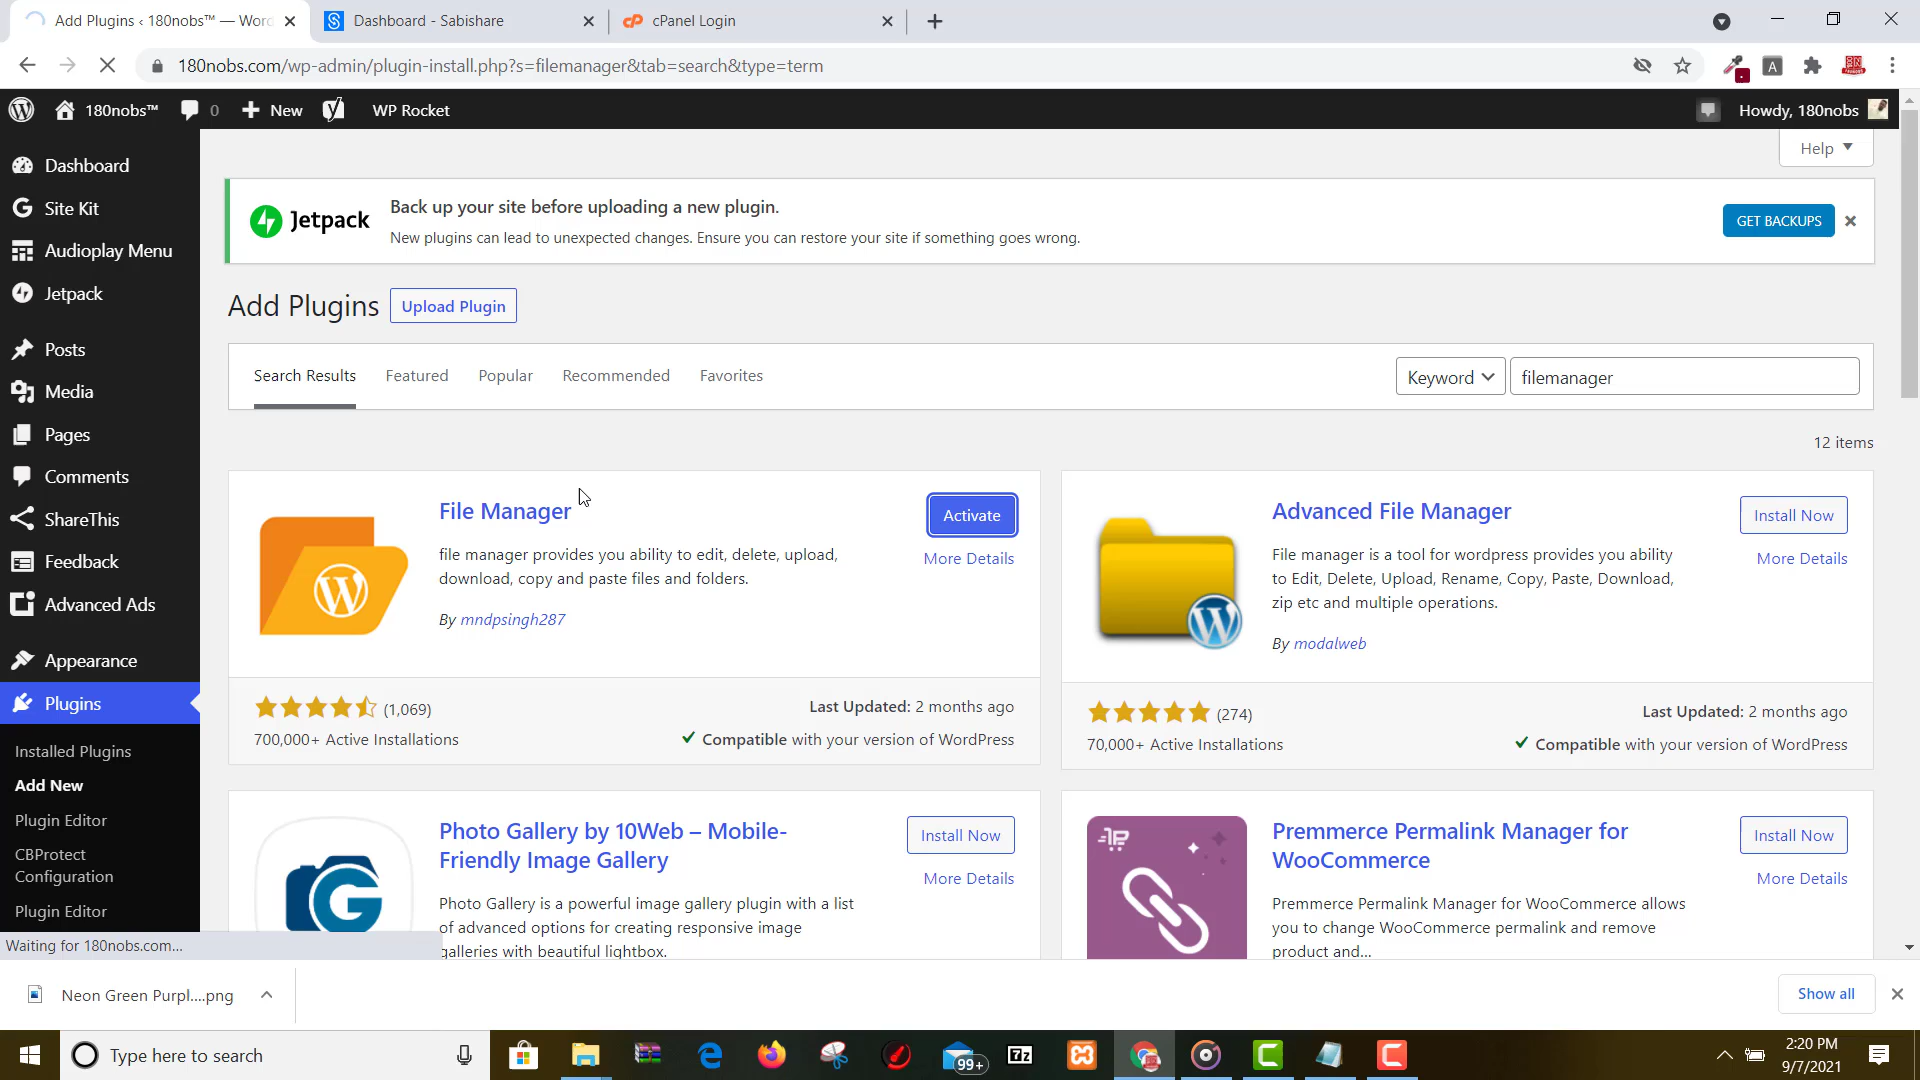 Add Plugins ‹ 180nobs™ — Word
Dashboard - Sabishare
cPanel Login
180nobs.com/wp-admin/plugin-install.php?s=filemanager&tab=search&type=term
180nobs™
0
New
WP Rocket
Howdy, 180nobs
Dashboard
Site Kit
Audioplay Menu
Jetpack
Posts
Media
Pages
Comments
ShareThis
Feedback
Advanced Ads
Appearance
Plugins
Installed Plugins
Add New
Plugin Editor
CBProtect
Configuration
Plugin Editor
Help
Jetpack
Back up your site before uploading a new plugin.
New plugins can lead to unexpected changes. Ensure you can restore your site if something goes wrong.
GET BACKUPS
Add Plugins
Upload Plugin
Search Results
Featured
Popular
Recommended
Favorites
Keyword
filemanager
12 items
File Manager
Activate
More Details
file manager provides you ability to edit, delete, upload,
download, copy and paste files and folders.
By mndpsingh287
(1,069)
700,000+ Active Installations
Last Updated: 2 months ago
Compatible with your version of WordPress
Advanced File Manager
Install Now
More Details
File manager is a tool for wordpress provides you ability
to Edit, Delete, Upload, Rename, Copy, Paste, Download,
zip etc and multiple operations.
By modalweb
(274)
70,000+ Active Installations
Last Updated: 2 months ago
Compatible with your version of WordPress
Photo Gallery by 10Web – Mobile-
Friendly Image Gallery
Install Now
More Details
Photo Gallery is a powerful image gallery plugin with a list
of advanced options for creating responsive image
galleries with beautiful lightbox.
Premmerce Permalink Manager for
WooCommerce
Install Now
More Details
Premmerce Permalink Manager for WooCommerce allows
you to change WooCommerce permalink and remove
product and...
Waiting for 180nobs.com...
Neon Green Purpl....png
Show all
Type here to search
99+
7z
2:20 PM
9/7/2021